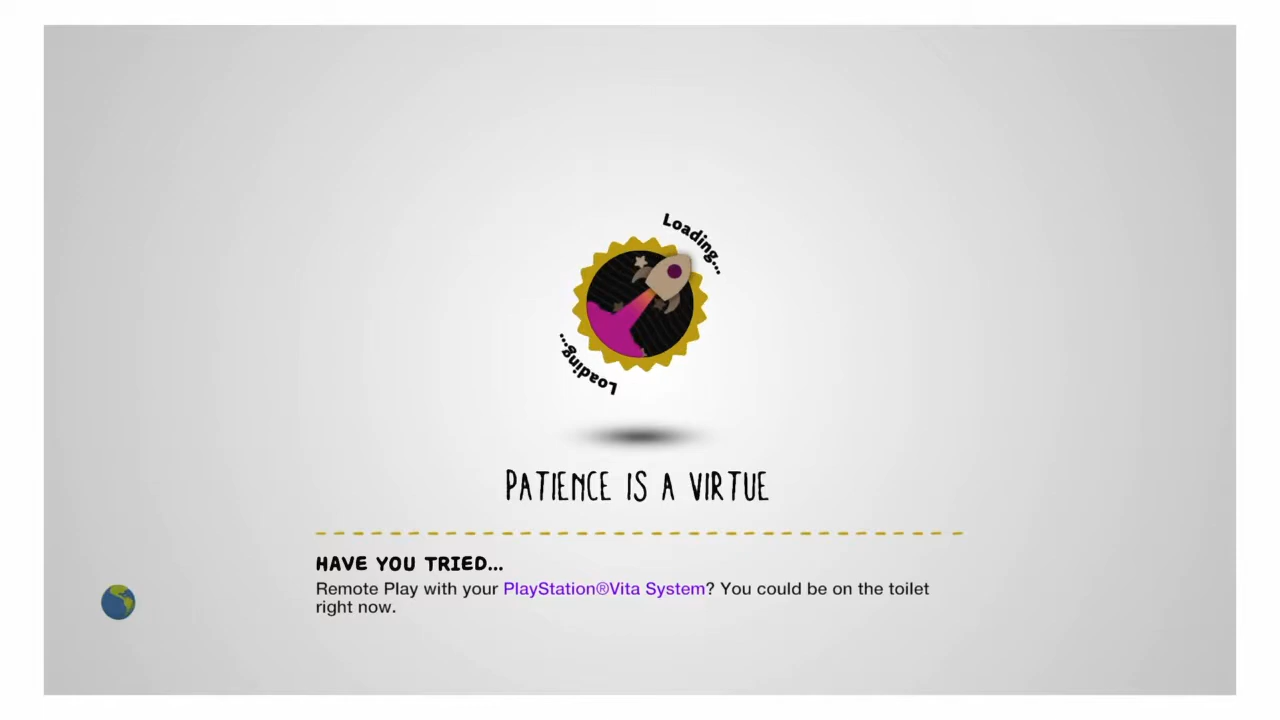 Loading...
Loading...
PATIENCE IS A VIRTUE
HAVE YOU TRIED...
Remote Play with your PlayStation®Vita System? You could be on the toilet
right now.